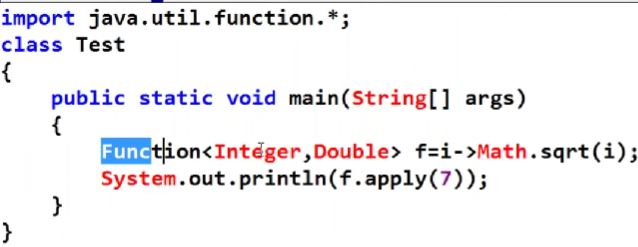 import java.util.function.*;
class Test
{
    public static void main(String[] args)
    {
        Function<Integer,Double> f=i->Math.sqrt(i);
        System.out.println(f.apply(7));
    }
}